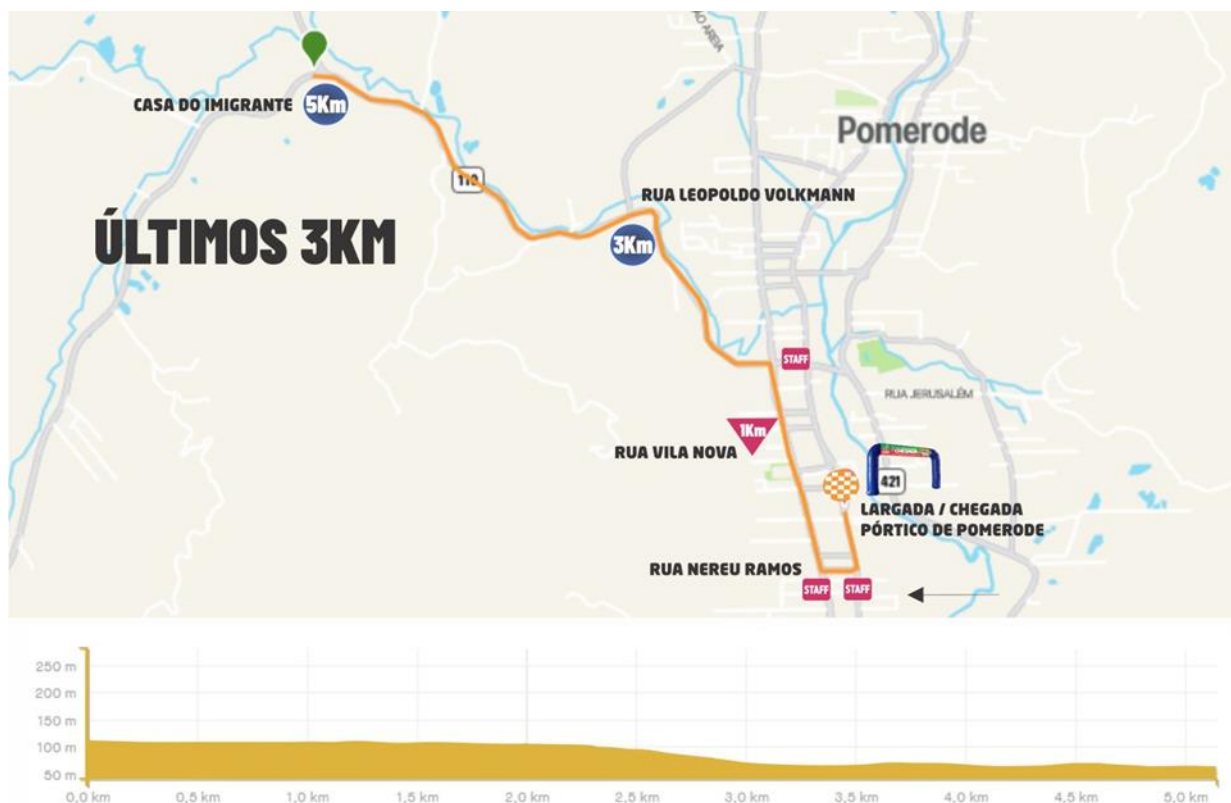 Pomerode
CASA DO IMIGRANTE
5Km
110
RUA LEOPOLDO VOLKMANN
ÚLTIMOS 3KM
3Km
STAFF
RUA JERUSALÉM
1Km
RUA VILA NOVA
CHEGADA
421
LARGADA / CHEGADA
PÓRTICO DE POMERODE
RUA NEREU RAMOS
STAFF
STAFF
250 m
200 m
150 m
100 m
50 m
0,0 km
0,5 km
1,0 km
1,5 km
2,0 km
2,5 km
3,0 km
3,5 km
4,0 km
4,5 km
5,0 km